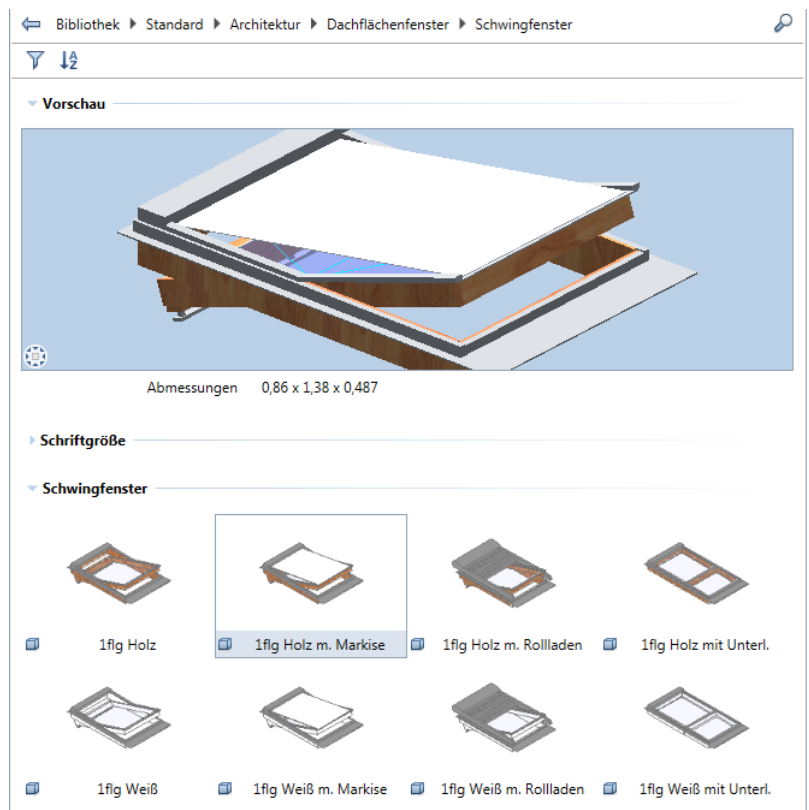 Bibliothek Standard Architektur Dachflächenfenster Schwingfenster
A
Z
Vorschau
Abmessungen 0,86 x 1,38 x 0,487
Schriftgröße
Schwingfenster
1flg Holz 1flg Holz m. Markise 1flg Holz m. Rollladen 1flg Holz mit Unterl.
1flg Weiß 1flg Weiß m. Markise 1flg Weiß m. Rollladen 1flg Weiß mit Unterl.